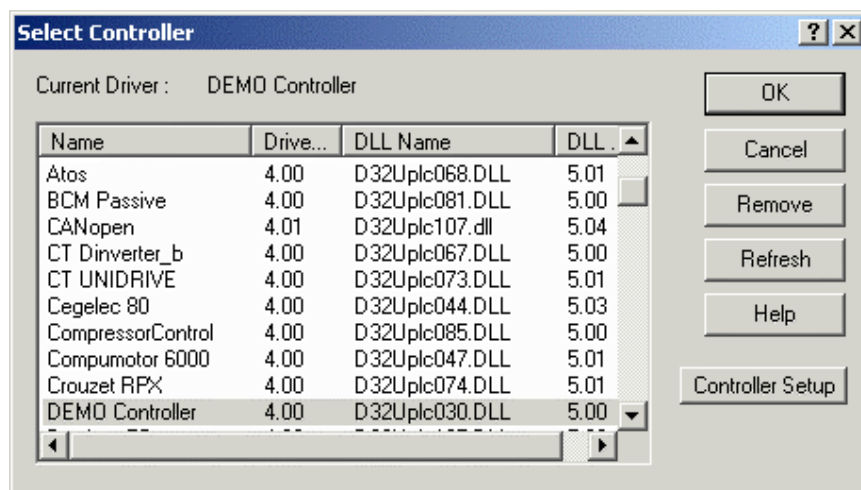 Select Controller
? X
Current Driver : DEMO Controller
Name Drive... DLL Name DLL .
Atos 4.00 D32Uplc068.DLL 5.01
BCM Passive 4.00 D32Uplc081.DLL 5.00
CANopen 4.01 D32Uplc107.dll 5.04
CT Dinverter_b 4.00 D32Uplc067.DLL 5.00
CT UNIDRIVE 4.00 D32Uplc073.DLL 5.01
Cegelec 80 4.00 D32Uplc044.DLL 5.03
CompressorControl 4.00 D32Uplc085.DLL 5.00
Compumotor 6000 4.00 D32Uplc047.DLL 5.01
Crouzet RPX 4.00 D32Uplc074.DLL 5.01
DEMO Controller 4.00 D32Uplc030.DLL 5.00
OK
Cancel
Remove
Refresh
Help
Controller Setup